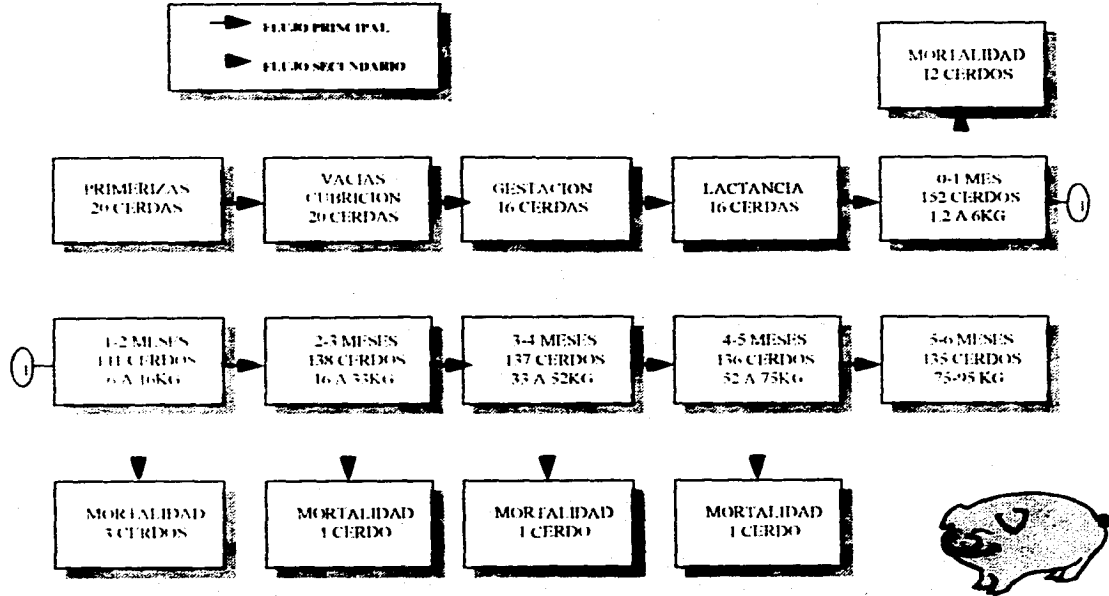 FLUJO PRINCIPAL
FLUJO SECUNDARIO
MORTALIDAD
12 CERDOS
PRIMERIZAS
20 CERDAS
VACIAS
CUBRICION
20 CERDAS
GESTACION
16 CERDAS
LACTANCIA
16 CERDAS
0-1 MES
152 CERDOS
1.2 A 6KG
1
1
1-2 MESES
141 CERDOS
6 A 16KG
2-3 MESES
138 CERDOS
16 A 33KG
3-4 MESES
137 CERDOS
33 A 52KG
4-5 MESES
136 CERDOS
52 A 75KG
5-6 MESES
135 CERDOS
75-95 KG
MORTALIDAD
3 CERDOS
MORTALIDAD
1 CERDO
MORTALIDAD
1 CERDO
MORTALIDAD
1 CERDO